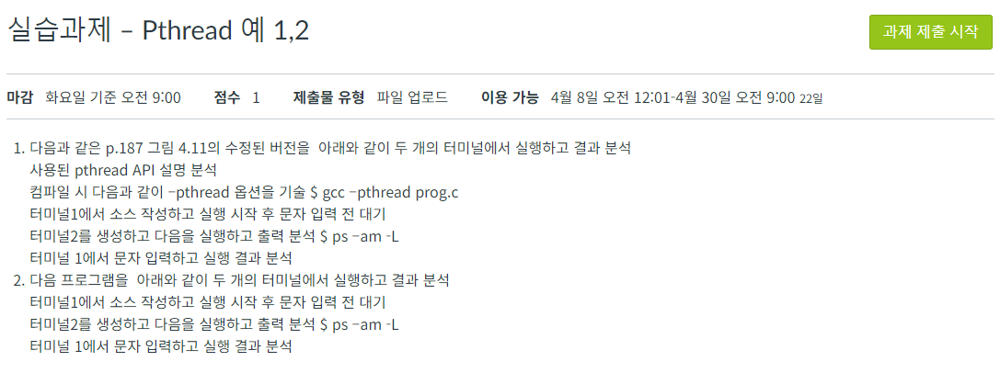 실습과제 – Pthread 예 1,2
과제 제출 시작
마감 화요일 기준 오전 9:00 점수 1 제출물 유형 파일 업로드 이용 가능 4월 8일 오전 12:01-4월 30일 오전 9:00 22일
1. 다음과 같은 p.187 그림 4.11의 수정된 버전을 아래와 같이 두 개의 터미널에서 실행하고 결과 분석
사용된 pthread API 설명 분석
컴파일 시 다음과 같이 –pthread 옵션을 기술 $ gcc –pthread prog.c
터미널1에서 소스 작성하고 실행 시작 후 문자 입력 전 대기
터미널2를 생성하고 다음을 실행하고 출력 분석 $ ps –am -L
터미널 1에서 문자 입력하고 실행 결과 분석
2. 다음 프로그램을 아래와 같이 두 개의 터미널에서 실행하고 결과 분석
터미널1에서 소스 작성하고 실행 시작 후 문자 입력 전 대기
터미널2를 생성하고 다음을 실행하고 출력 분석 $ ps –am -L
터미널 1에서 문자 입력하고 실행 결과 분석